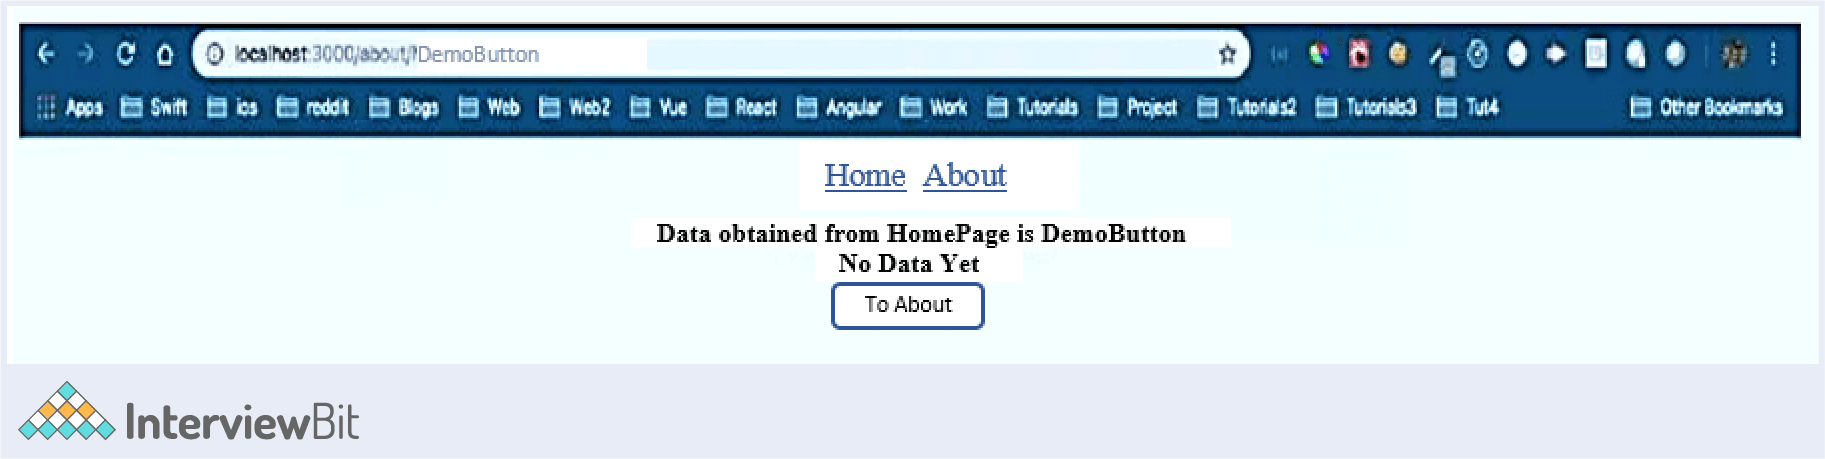 localhost:3000/about/?DemoButton
Apps Swift ios reddit Blogs Web Web2 Vue React Angular Work Tutorials Project Tutorials2 Tutorials3 Tut4 Other Bookmarks
Home About
Data obtained from HomePage is DemoButton
No Data Yet
To About
InterviewBit